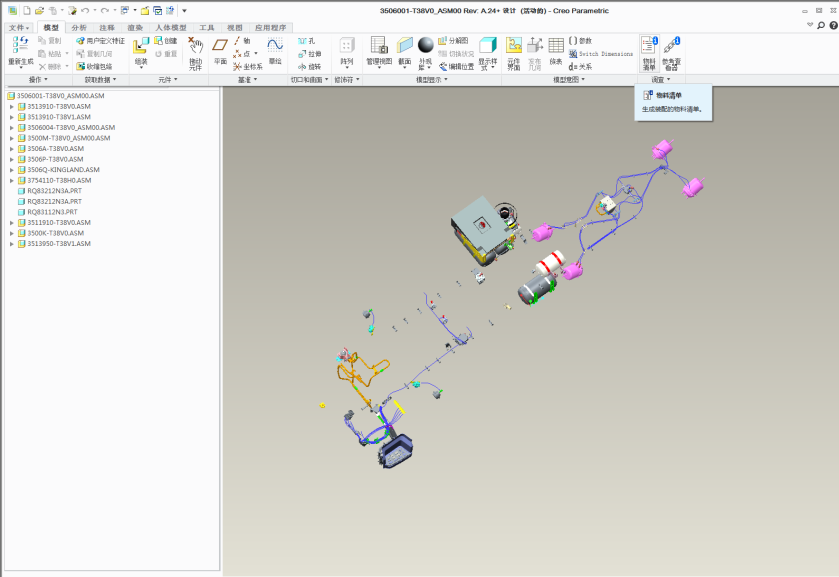 3506001-T38V0_ASM00 Rev: A.24+ 设计 (活动的) - Creo Parametric
文件 模型 分析 注释 渲染 人体模型 工具 视图 应用程序
重新生成 复制 粘贴 删除
用户定义特征 复制几何 收缩包络
组装 创建 重复
拖动元件
平面 轴 点 坐标系 草绘
孔 拉伸 旋转
阵列
管理视图 截面 外观库 分解图 切换状况 编辑位置 显示样式
元件界面 发布几何 族表 参数 Switch Dimensions d= 关系
物料清单 参考查看器
操作 获取数据 元件 基准 切口和曲面 修饰符 模型显示 模型意图 调查
物料清单
生成装配的物料清单。
3506001-T38V0_ASM00.ASM
3513910-T38V0.ASM
3513910-T38V1.ASM
3506004-T38V0_ASM00.ASM
3500M-T38V0_ASM00.ASM
3506A-T38V0.ASM
3506P-T38V0.ASM
3506Q-KINGLAND.ASM
3754110-T38H0.ASM
RQ83212N3A.PRT
RQ83212N3A.PRT
RQ83112N3.PRT
3511910-T38V0.ASM
3500K-T38V0.ASM
3513950-T38V1.ASM